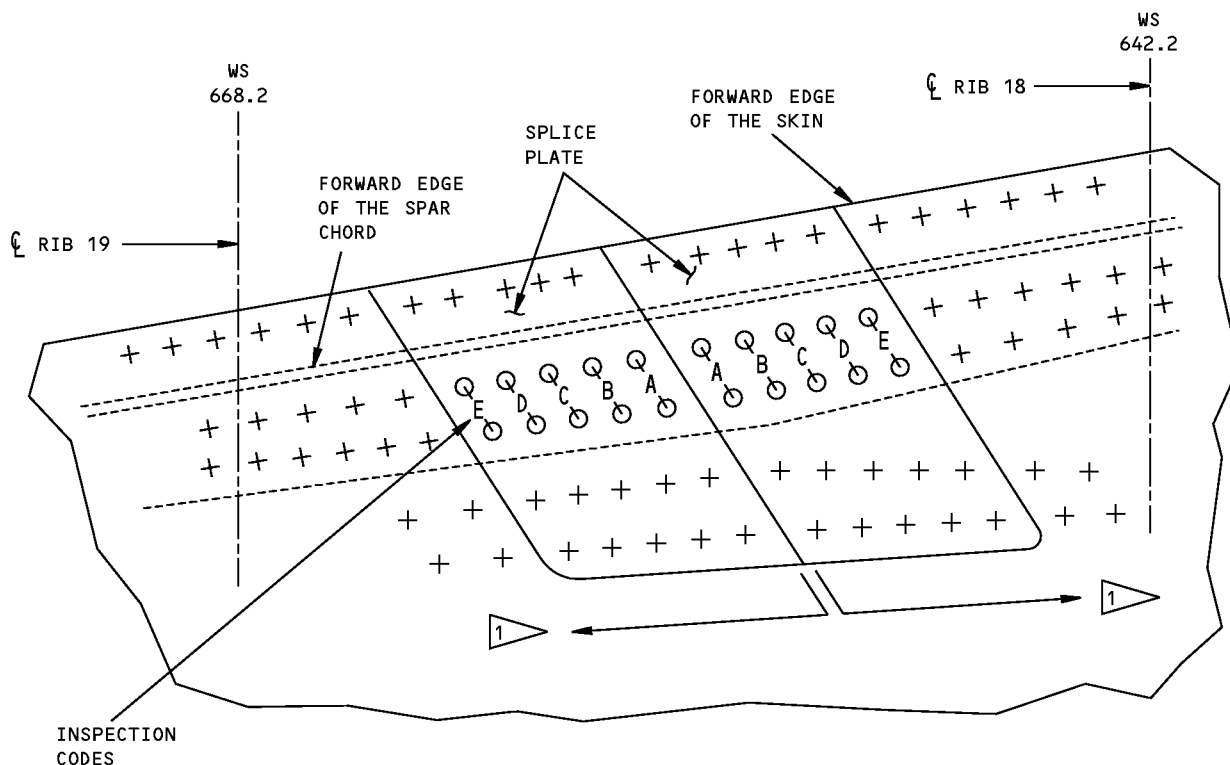 WS
642.2
℄ RIB 18
WS
668.2
FORWARD EDGE
OF THE SKIN
SPLICE
PLATE
FORWARD EDGE
OF THE SPAR
CHORD
℄ RIB 19
E D C B A
A B C D E
1
1
INSPECTION
CODES